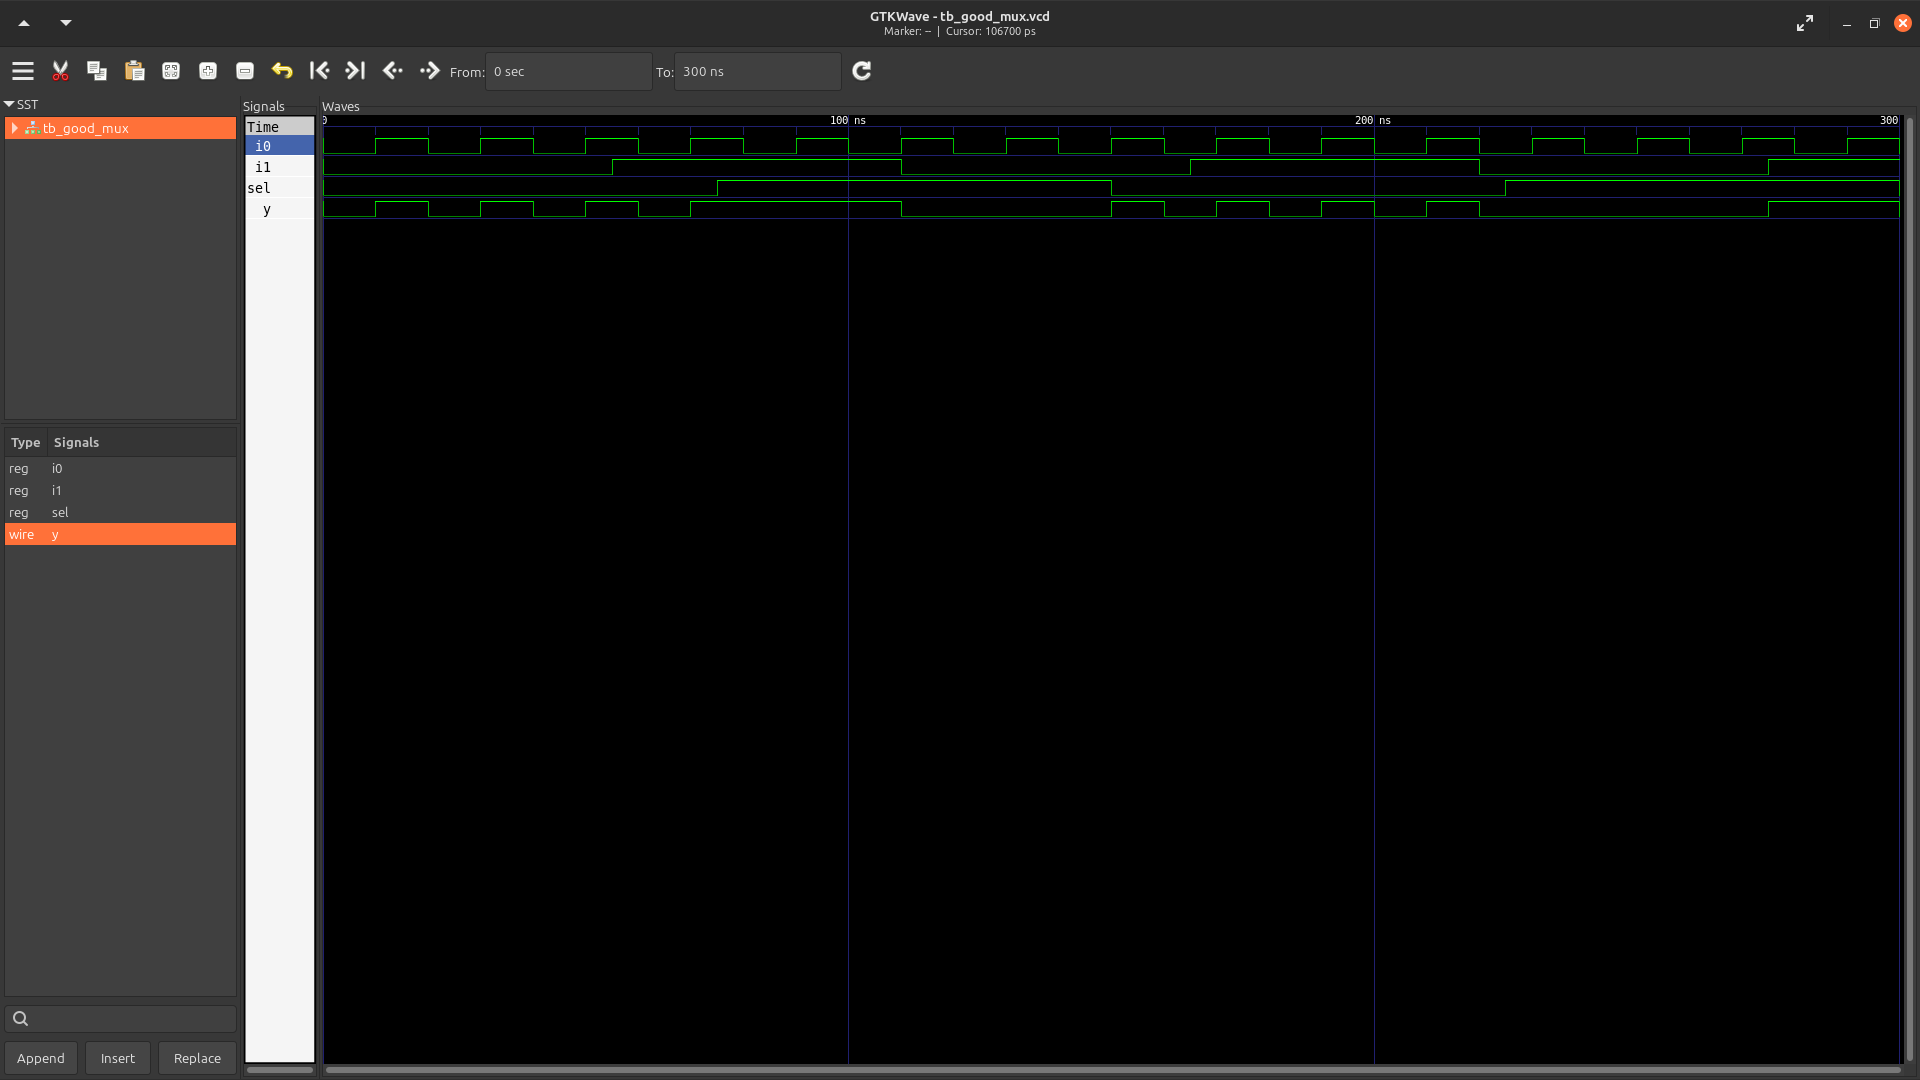 GTKWave - tb_good_mux.vcd
Marker: -- | Cursor: 106700 ps
From: 0 sec To: 300 ns
SST
tb_good_mux
Type Signals
reg i0
reg i1
reg sel
wire y
Append Insert Replace
Signals
Time
i0
i1
sel
y
Waves
0 100 ns 200 ns 300